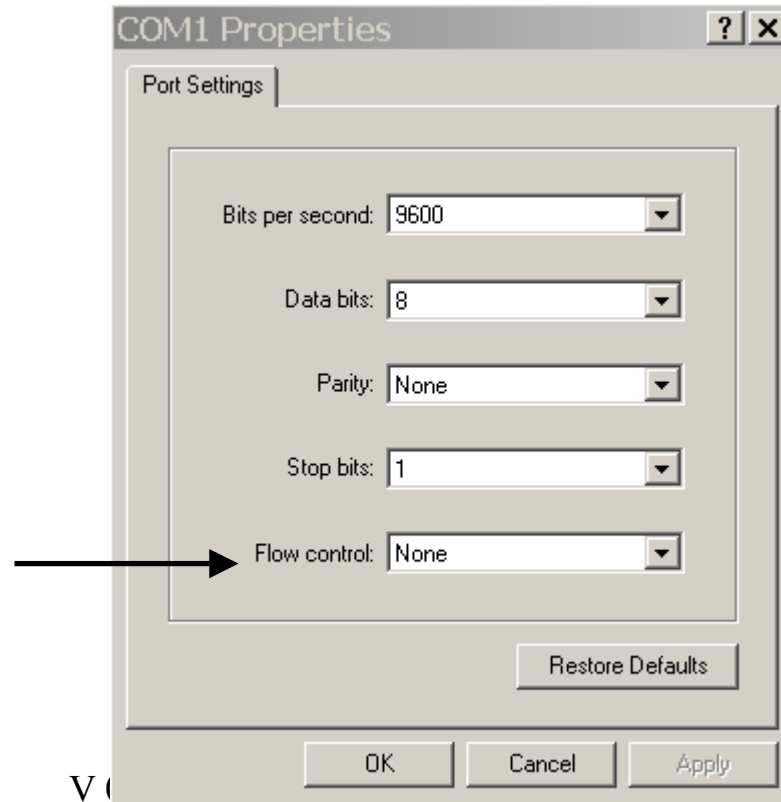 COM1 Properties
Port Settings
Bits per second: 9600
Data bits: 8
Parity: None
Stop bits: 1
Flow control: None
Restore Defaults
OK Cancel Apply
V (